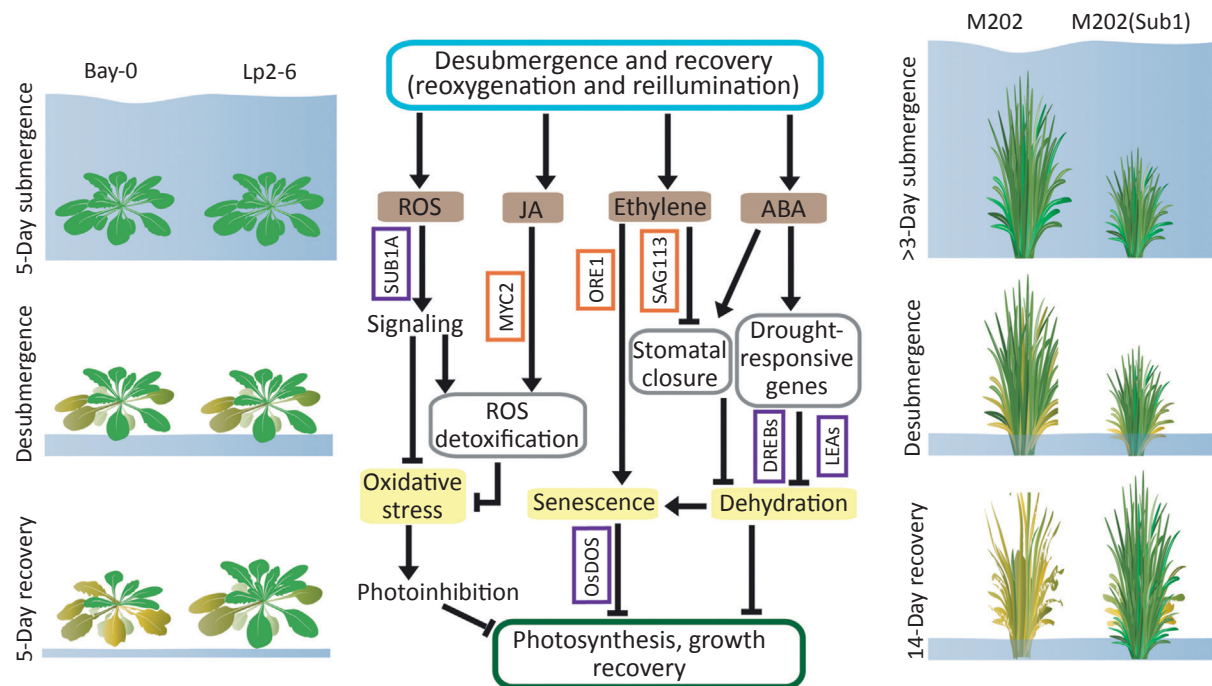 Bay-0
Lp2-6
5-Day submergence
Desubmergence
5-Day recovery
Desubmergence and recovery
(reoxygenation and reillumination)
ROS
JA
Ethylene
ABA
SUB1A
MYC2
ORE1
SAG113
Signaling
Stomatal
closure
Drought-
responsive
genes
ROS
detoxification
DREBs
LEAs
Oxidative
stress
Senescence
Dehydration
OsDOS
Photoinhibition
Photosynthesis, growth
recovery
M202
M202(Sub1)
>3-Day submergence
Desubmergence
14-Day recovery